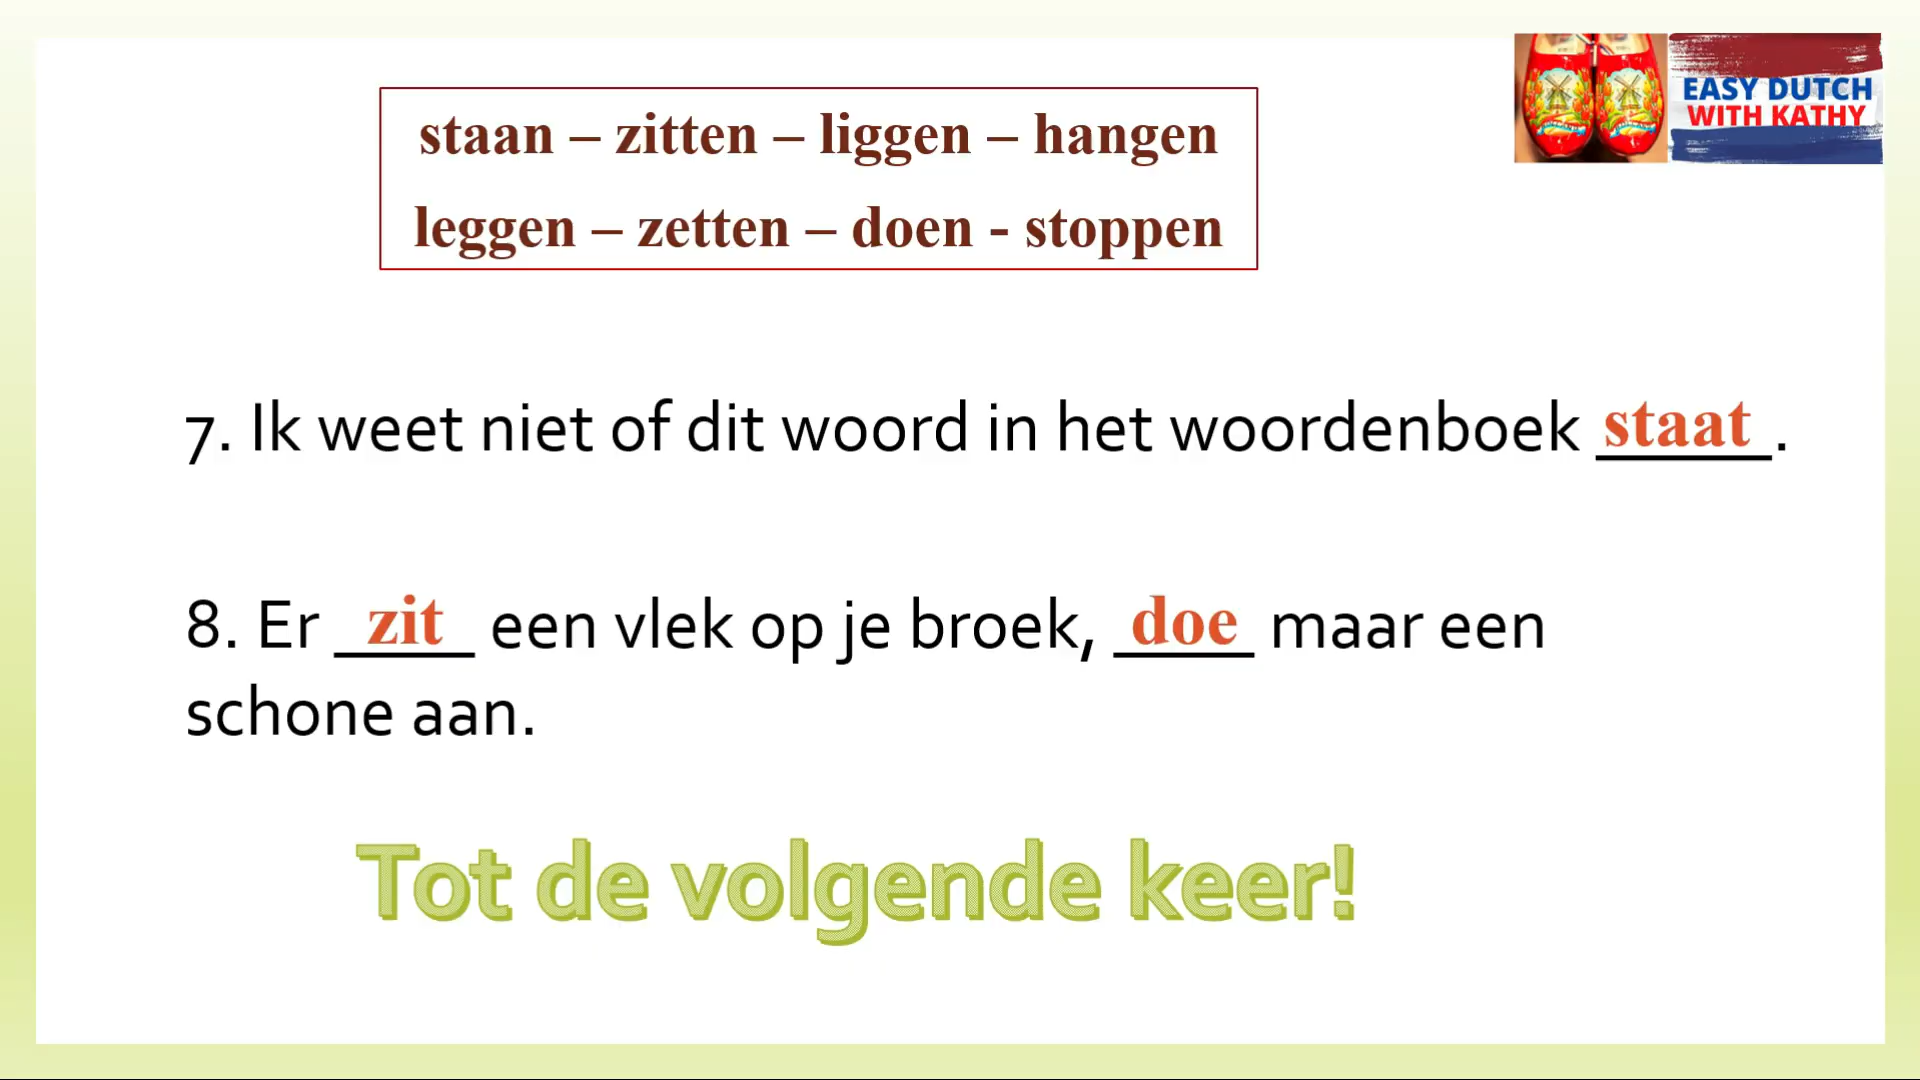 EASY DUTCH
WITH KATHY
staan – zitten – liggen – hangen
leggen – zetten – doen - stoppen
7. Ik weet niet of dit woord in het woordenboek staat.
8. Er zit een vlek op je broek, doe maar een
schone aan.
Tot de volgende keer!